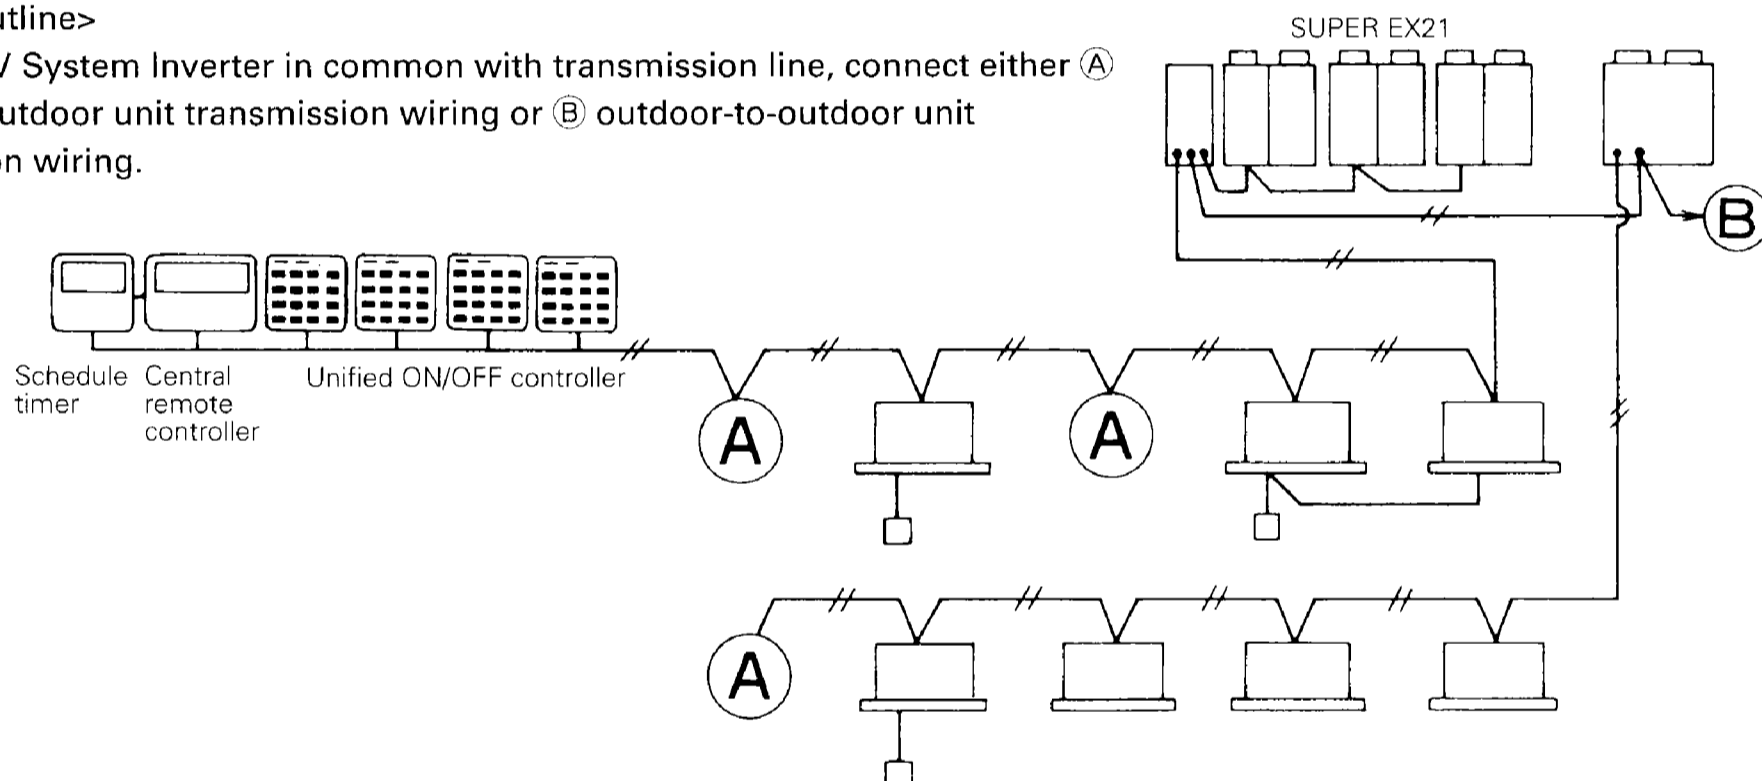 utline>
V System Inverter in common with transmission line, connect either Ⓐ
utdoor unit transmission wiring or Ⓑ outdoor-to-outdoor unit
on wiring.
SUPER EX21
B
Schedule timer
Central remote controller
Unified ON/OFF controller
A
A
A